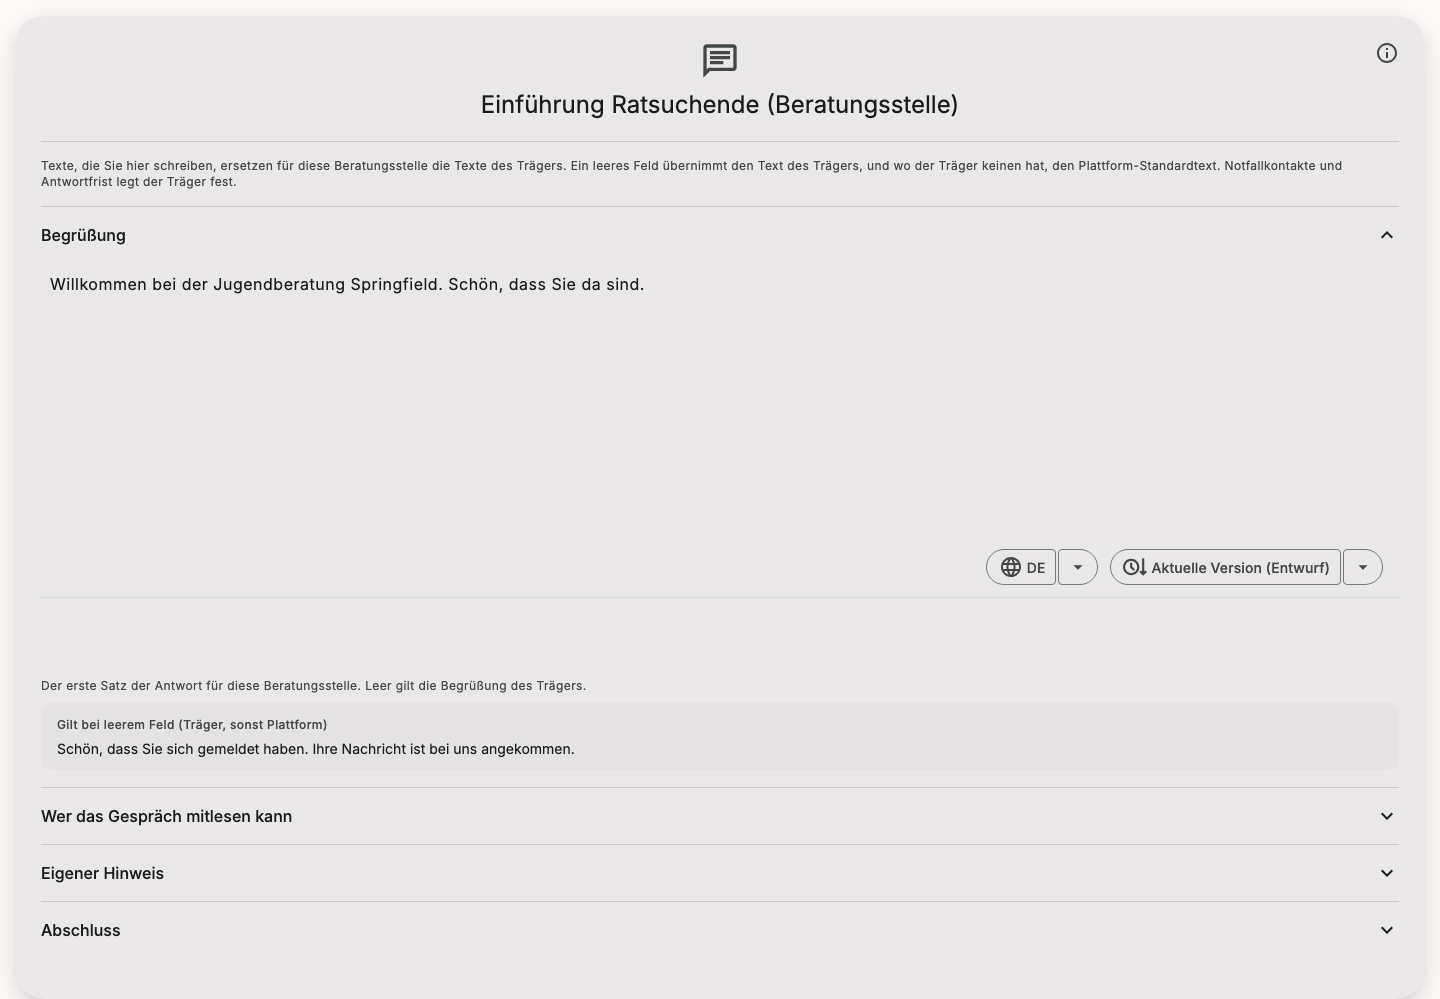 Einführung Ratsuchende (Beratungsstelle)
Texte, die Sie hier schreiben, ersetzen für diese Beratungsstelle die Texte des Trägers. Ein leeres Feld übernimmt den Text des Trägers, und wo der Träger keinen hat, den Plattform-Standardtext. Notfallkontakte und
Antwortfrist legt der Träger fest.
Begrüßung
Willkommen bei der Jugendberatung Springfield. Schön, dass Sie da sind.
DE
Aktuelle Version (Entwurf)
Der erste Satz der Antwort für diese Beratungsstelle. Leer gilt die Begrüßung des Trägers.
Gilt bei leerem Feld (Träger, sonst Plattform)
Schön, dass Sie sich gemeldet haben. Ihre Nachricht ist bei uns angekommen.
Wer das Gespräch mitlesen kann
Eigener Hinweis
Abschluss